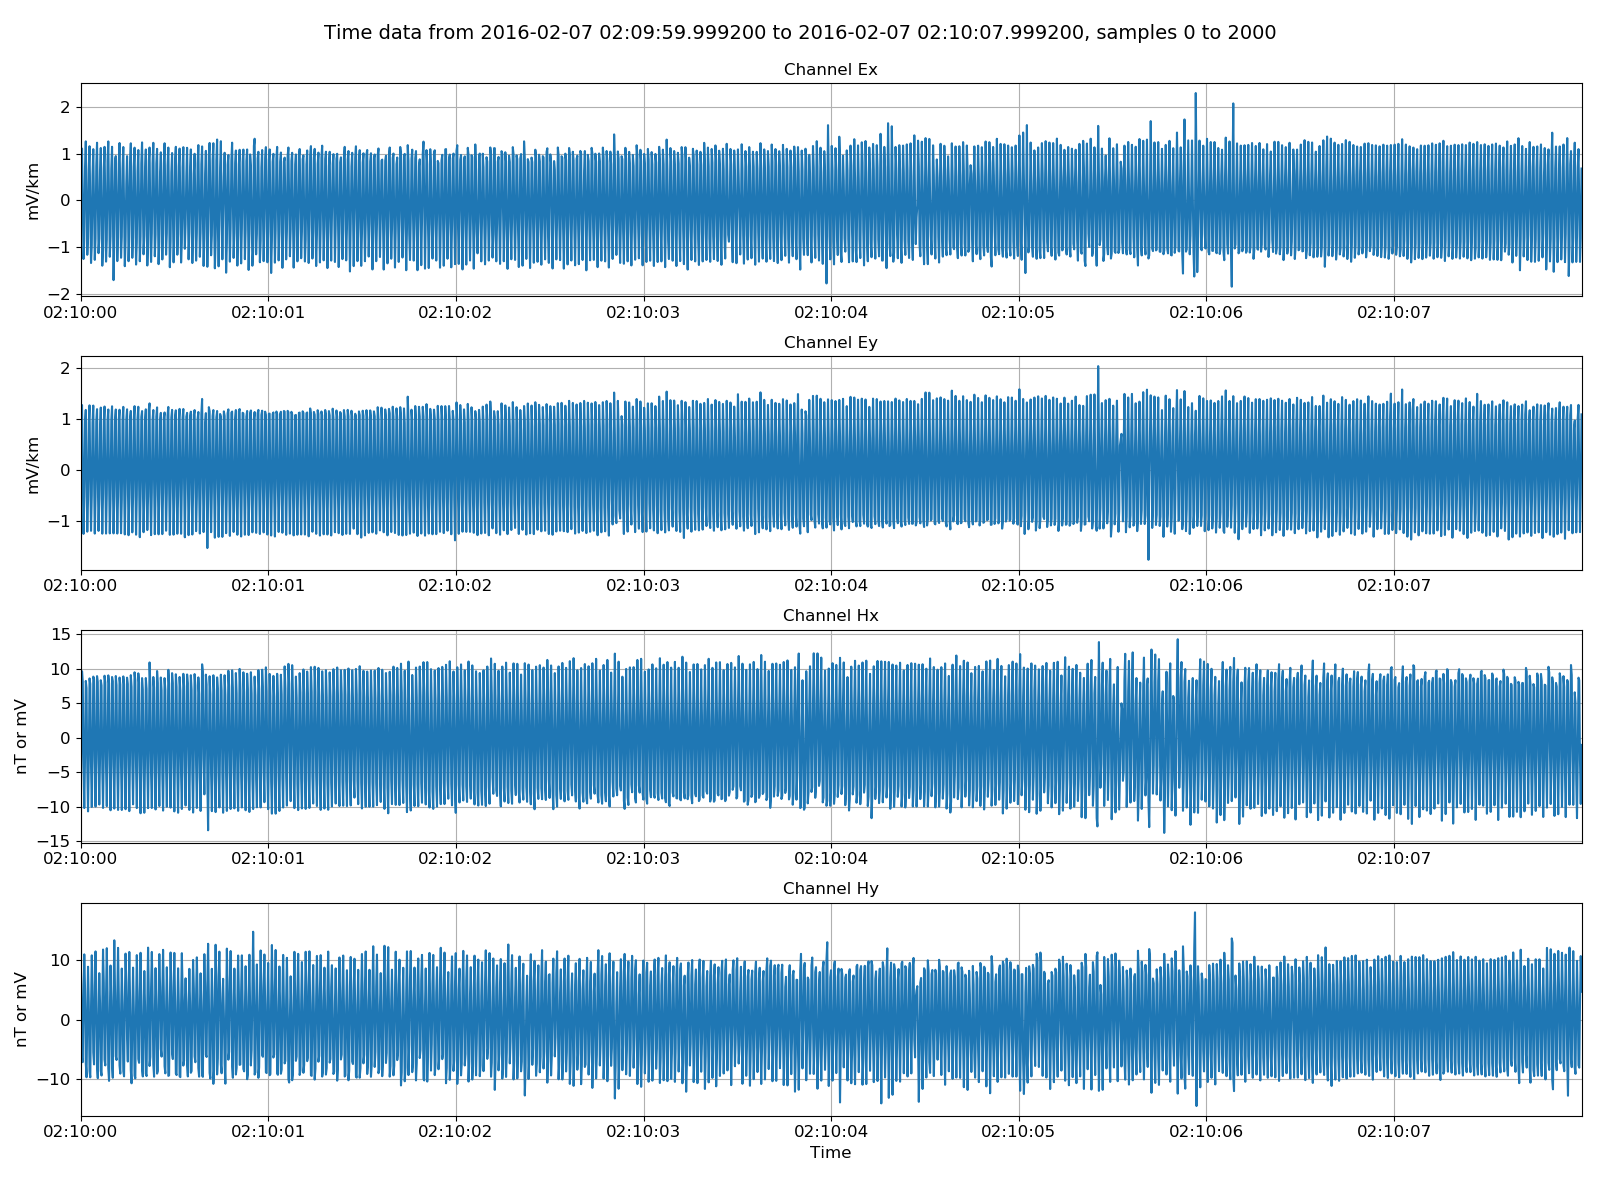 Time data from 2016-02-07 02:09:59.999200 to 2016-02-07 02:10:07.999200, samples 0 to 2000
Channel Ex
mV/km
2
1
0
−1
−2
02:10:00 02:10:01 02:10:02 02:10:03 02:10:04 02:10:05 02:10:06 02:10:07
Channel Ey
mV/km
2
1
0
−1
02:10:00 02:10:01 02:10:02 02:10:03 02:10:04 02:10:05 02:10:06 02:10:07
Channel Hx
nT or mV
15
10
5
0
−5
−10
−15
02:10:00 02:10:01 02:10:02 02:10:03 02:10:04 02:10:05 02:10:06 02:10:07
Channel Hy
nT or mV
10
0
−10
02:10:00 02:10:01 02:10:02 02:10:03 02:10:04 02:10:05 02:10:06 02:10:07
Time